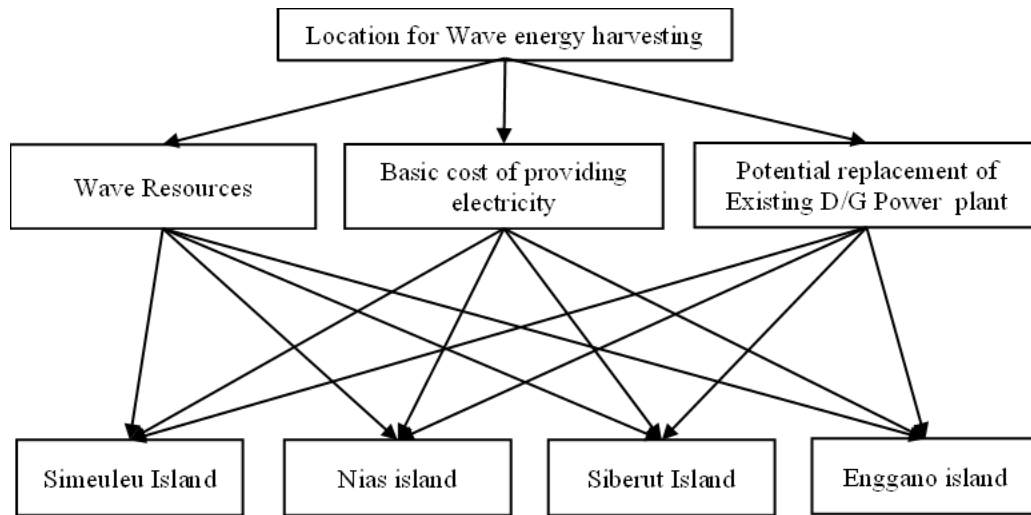 Location for Wave energy harvesting
Wave Resources
Basic cost of providing
electricity
Potential replacement of
Existing D/G Power plant
Simeuleu Island
Nias island
Siberut Island
Enggano island